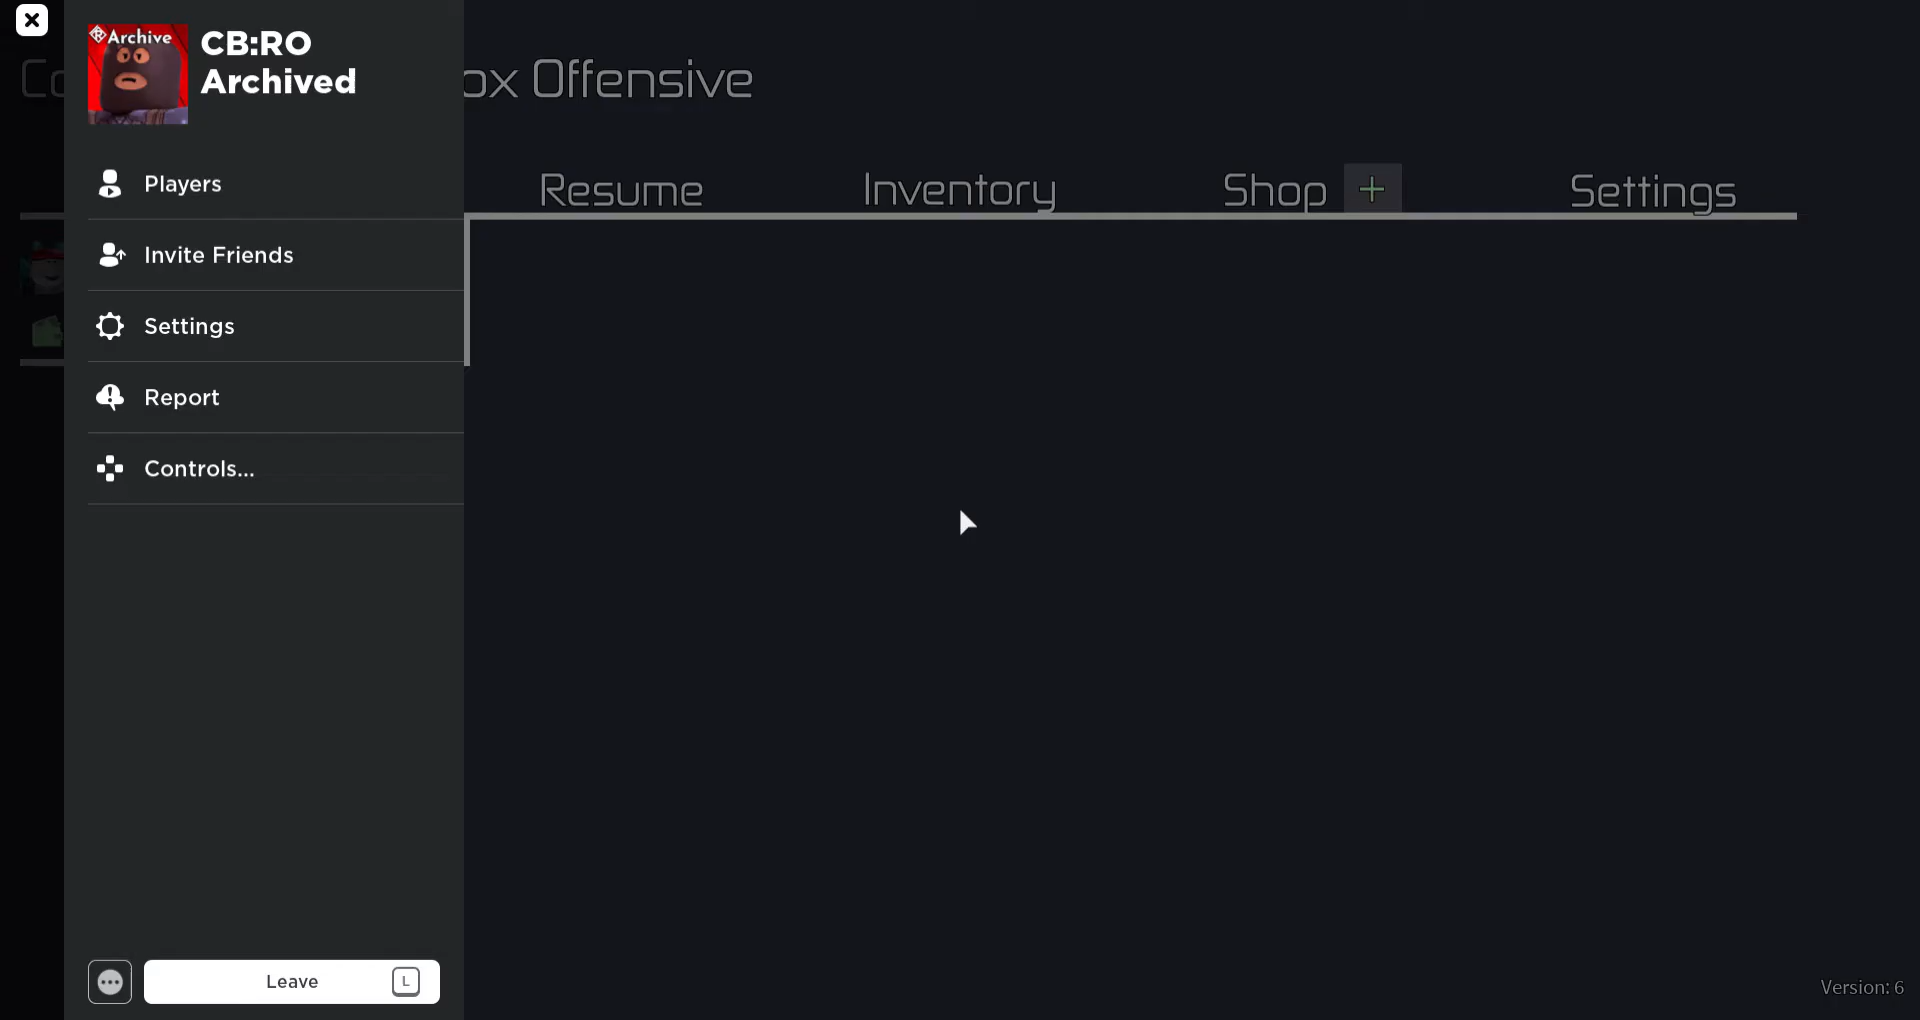 Archive
CB:RO
Archived
Co
ox Offensive
Players
Resume
Inventory
Shop +
Settings
Invite Friends
Settings
Report
Controls...
Leave
L
Version: 6